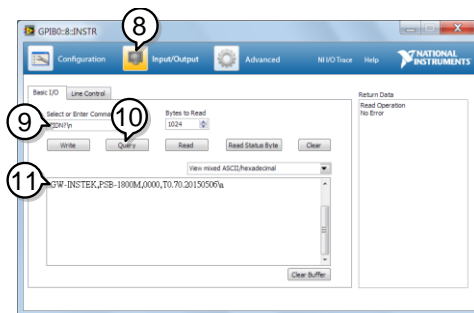 GPIB0::8::INSTR
8
Configuration Input/Output Advanced NI I/O Trace Help NATIONAL INSTRUMENTS
Basic I/O Line Control
Return Data
Read Operation
No Error
9
Select or Enter Comma
10
Bytes to Read
IDN?\n
1024
Write Query Read Read Status Byte Clear
View mixed ASCII/hexadecimal
11
GW-INSTEK,PSB-1800M,0000,T0.70.20150506\n
Clear Buffer